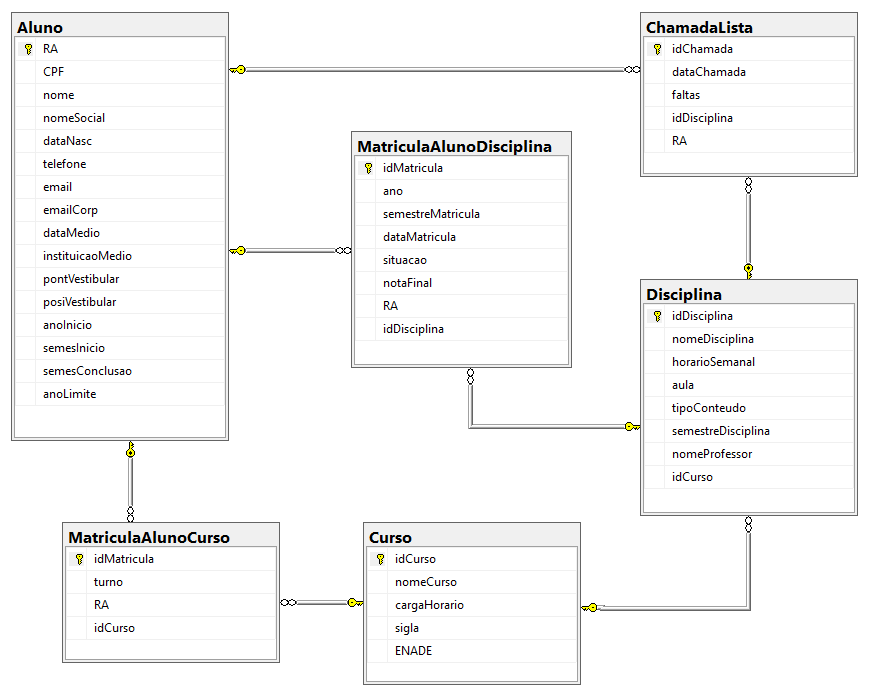 Aluno
RA
CPF
nome
nomeSocial
dataNasc
telefone
email
emailCorp
dataMedio
instituicaoMedio
pontVestibular
posiVestibular
anoInicio
semesInicio
semesConclusao
anoLimite
ChamadaLista
idChamada
dataChamada
faltas
idDisciplina
RA
MatriculaAlunoDisciplina
idMatricula
ano
semestreMatricula
dataMatricula
situacao
notaFinal
RA
idDisciplina
Disciplina
idDisciplina
nomeDisciplina
horarioSemanal
aula
tipoConteudo
semestreDisciplina
nomeProfessor
idCurso
MatriculaAlunoCurso
idMatricula
turno
RA
idCurso
Curso
idCurso
nomeCurso
cargaHorario
sigla
ENADE